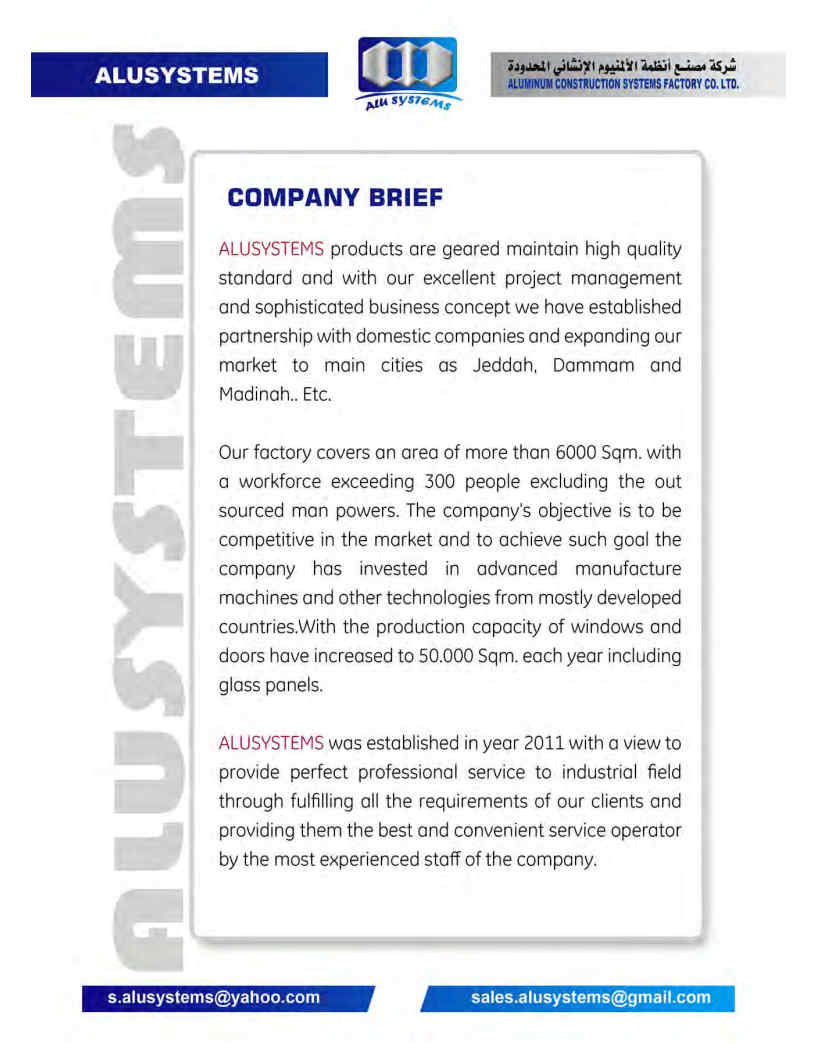 ALUSYSTEMS
ALU SYSTEMS
شركة مصنع أنظمة الألمنيوم الإنشائي المحدودة
ALUMINUM CONSTRUCTION SYSTEMS FACTORY CO. LTD.
ALUSYSTEMS
COMPANY BRIEF
ALUSYSTEMS products are geared maintain high quality
standard and with our excellent project management
and sophisticated business concept we have established
partnership with domestic companies and expanding our
market to main cities as Jeddah, Dammam and
Madinah.. Etc.
Our factory covers an area of more than 6000 Sqm. with
a workforce exceeding 300 people excluding the out
sourced man powers. The company's objective is to be
competitive in the market and to achieve such goal the
company has invested in advanced manufacture
machines and other technologies from mostly developed
countries.With the production capacity of windows and
doors have increased to 50.000 Sqm. each year including
glass panels.
ALUSYSTEMS was established in year 2011 with a view to
provide perfect professional service to industrial field
through fulfilling all the requirements of our clients and
providing them the best and convenient service operator
by the most experienced staff of the company.
s.alusystems@yahoo.com
sales.alusystems@gmail.com